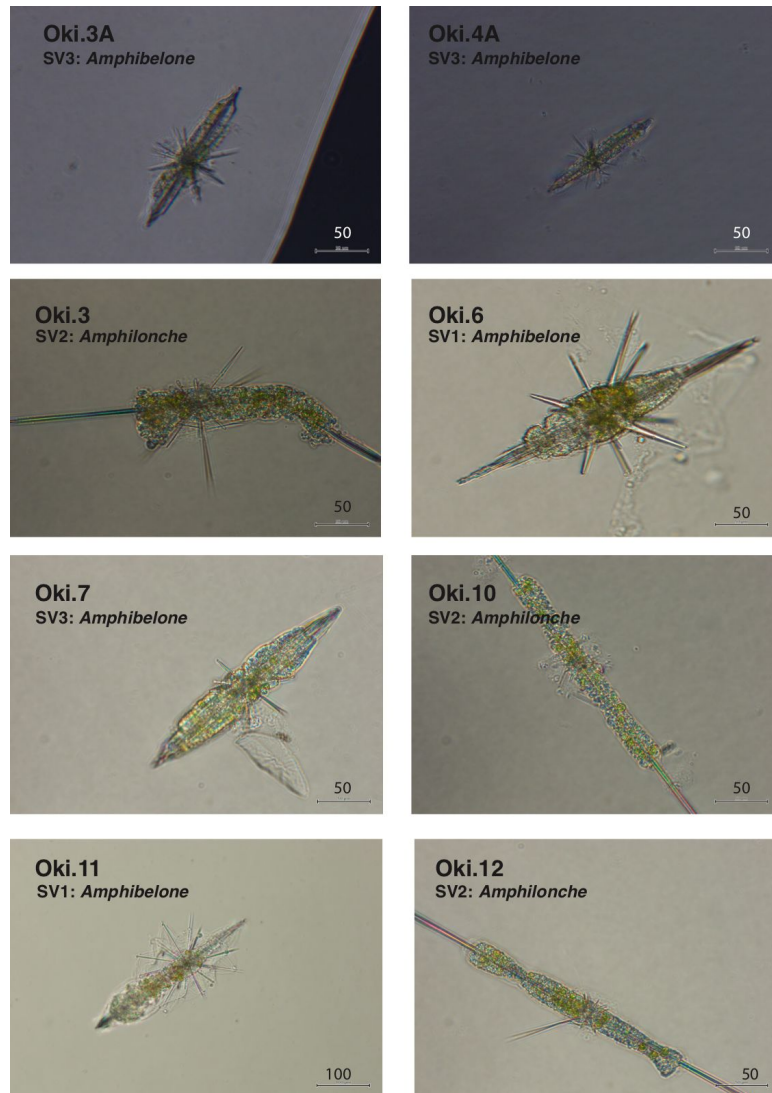 Oki.3A
SV3: Amphibelone
50
Oki.4A
SV3: Amphibelone
50
Oki.3
SV2: Amphilonche
50
Oki.6
SV1: Amphibelone
50
Oki.7
SV3: Amphibelone
50
Oki.10
SV2: Amphilonche
50
Oki.11
SV1: Amphibelone
100
Oki.12
SV2: Amphilonche
50